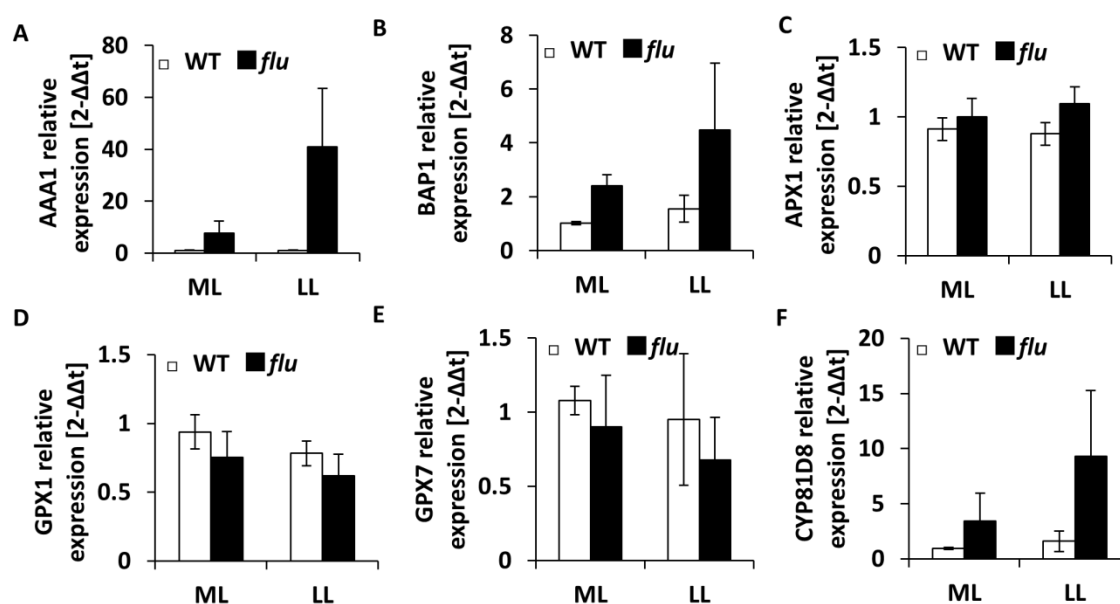 A
AAA1 relative
expression [2-ΔΔt]
80
60
40
20
0
WT flu
ML LL
B
BAP1 relative
expression [2-ΔΔt]
8
6
4
2
0
WT flu
ML LL
C
APX1 relative
expression [2-ΔΔt]
1.5
1
0.5
0
WT flu
ML LL
D
GPX1 relative
expression [2-ΔΔt]
1.5
1
0.5
0
WT flu
ML LL
E
GPX7 relative
expression [2-ΔΔt]
1.5
1
0.5
0
WT flu
ML LL
F
CYP81D8 relative
expression [2-ΔΔt]
20
15
10
5
0
WT flu
ML LL